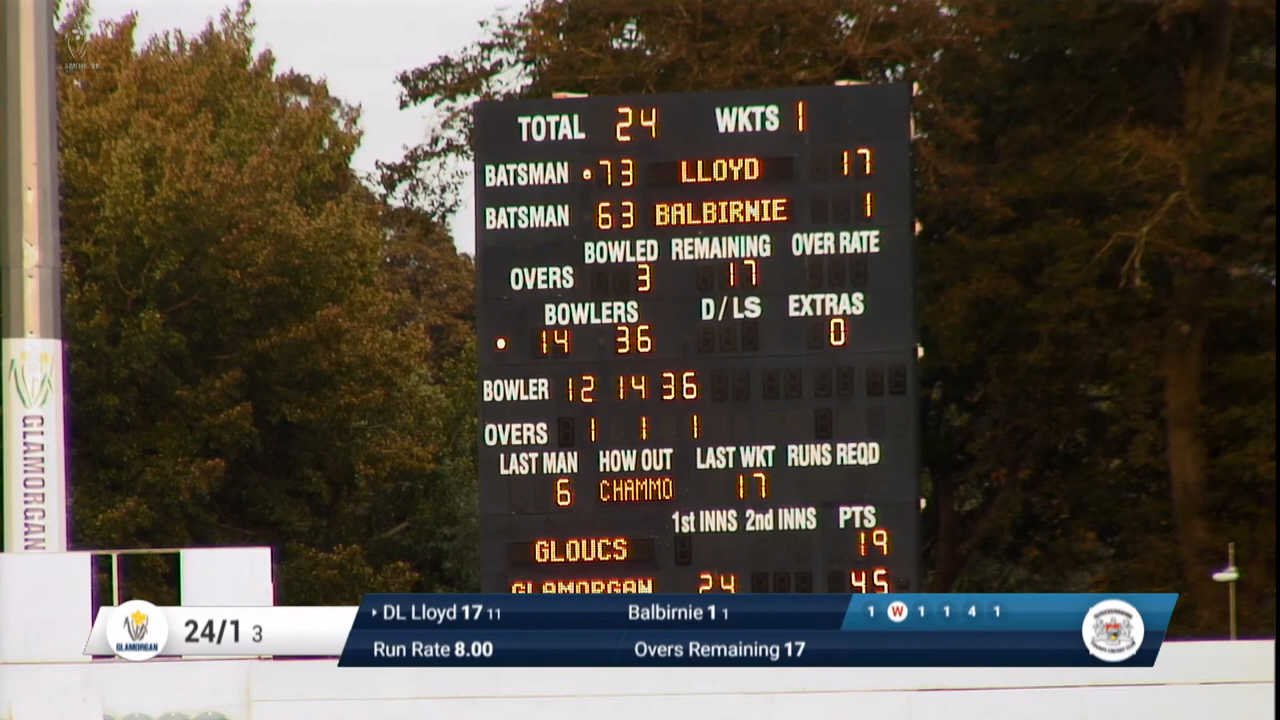 TOTAL 24 WKTS 1
BATSMAN 73 LLOYD 17
BATSMAN 63 BALBIRNIE 1
BOWLED REMAINING OVER RATE
OVERS 3 17
BOWLERS D/LS EXTRAS
14 36 0
BOWLER 12 14 36
OVERS 1 1 1
LAST MAN HOW OUT LAST WKT RUNS REQD
6 CHAMMO 17
1st INNS 2nd INNS PTS
GLOUCS 19
GLAMORGAN 24 45
GLAMORGAN
GLAMORGAN
24/1 3
DL Lloyd 17 11 Balbirnie 1 1
1 W 1 1 4 1
Run Rate 8.00 Overs Remaining 17